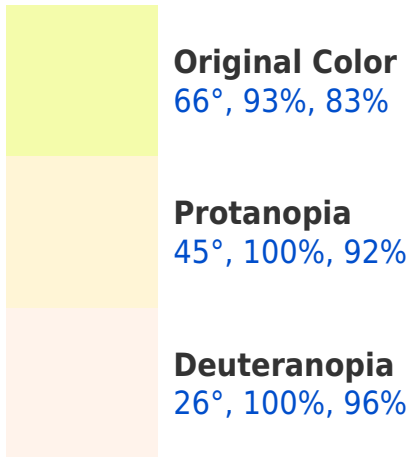 Original Color
66°, 93%, 83%
Protanopia
45°, 100%, 92%
Deuteranopia
26°, 100%, 96%